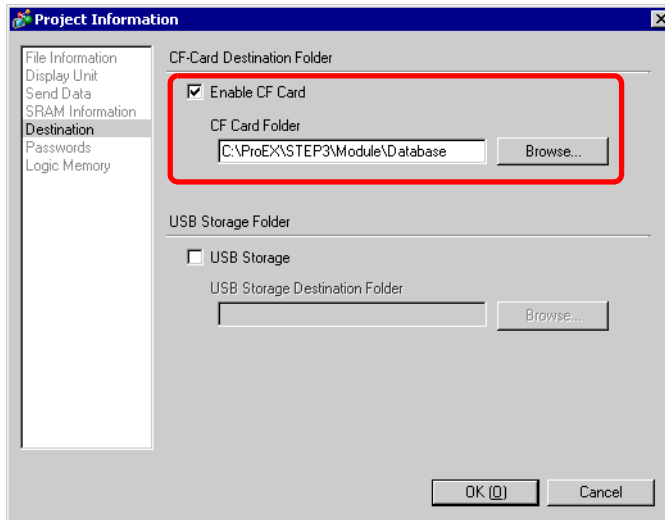 Project Information
File Information
Display Unit
Send Data
SRAM Information
Destination
Passwords
Logic Memory
CF-Card Destination Folder
Enable CF Card
CF Card Folder
C:\ProEX\STEP3\Module\Database
Browse...
USB Storage Folder
USB Storage
USB Storage Destination Folder
Browse...
OK (O)
Cancel